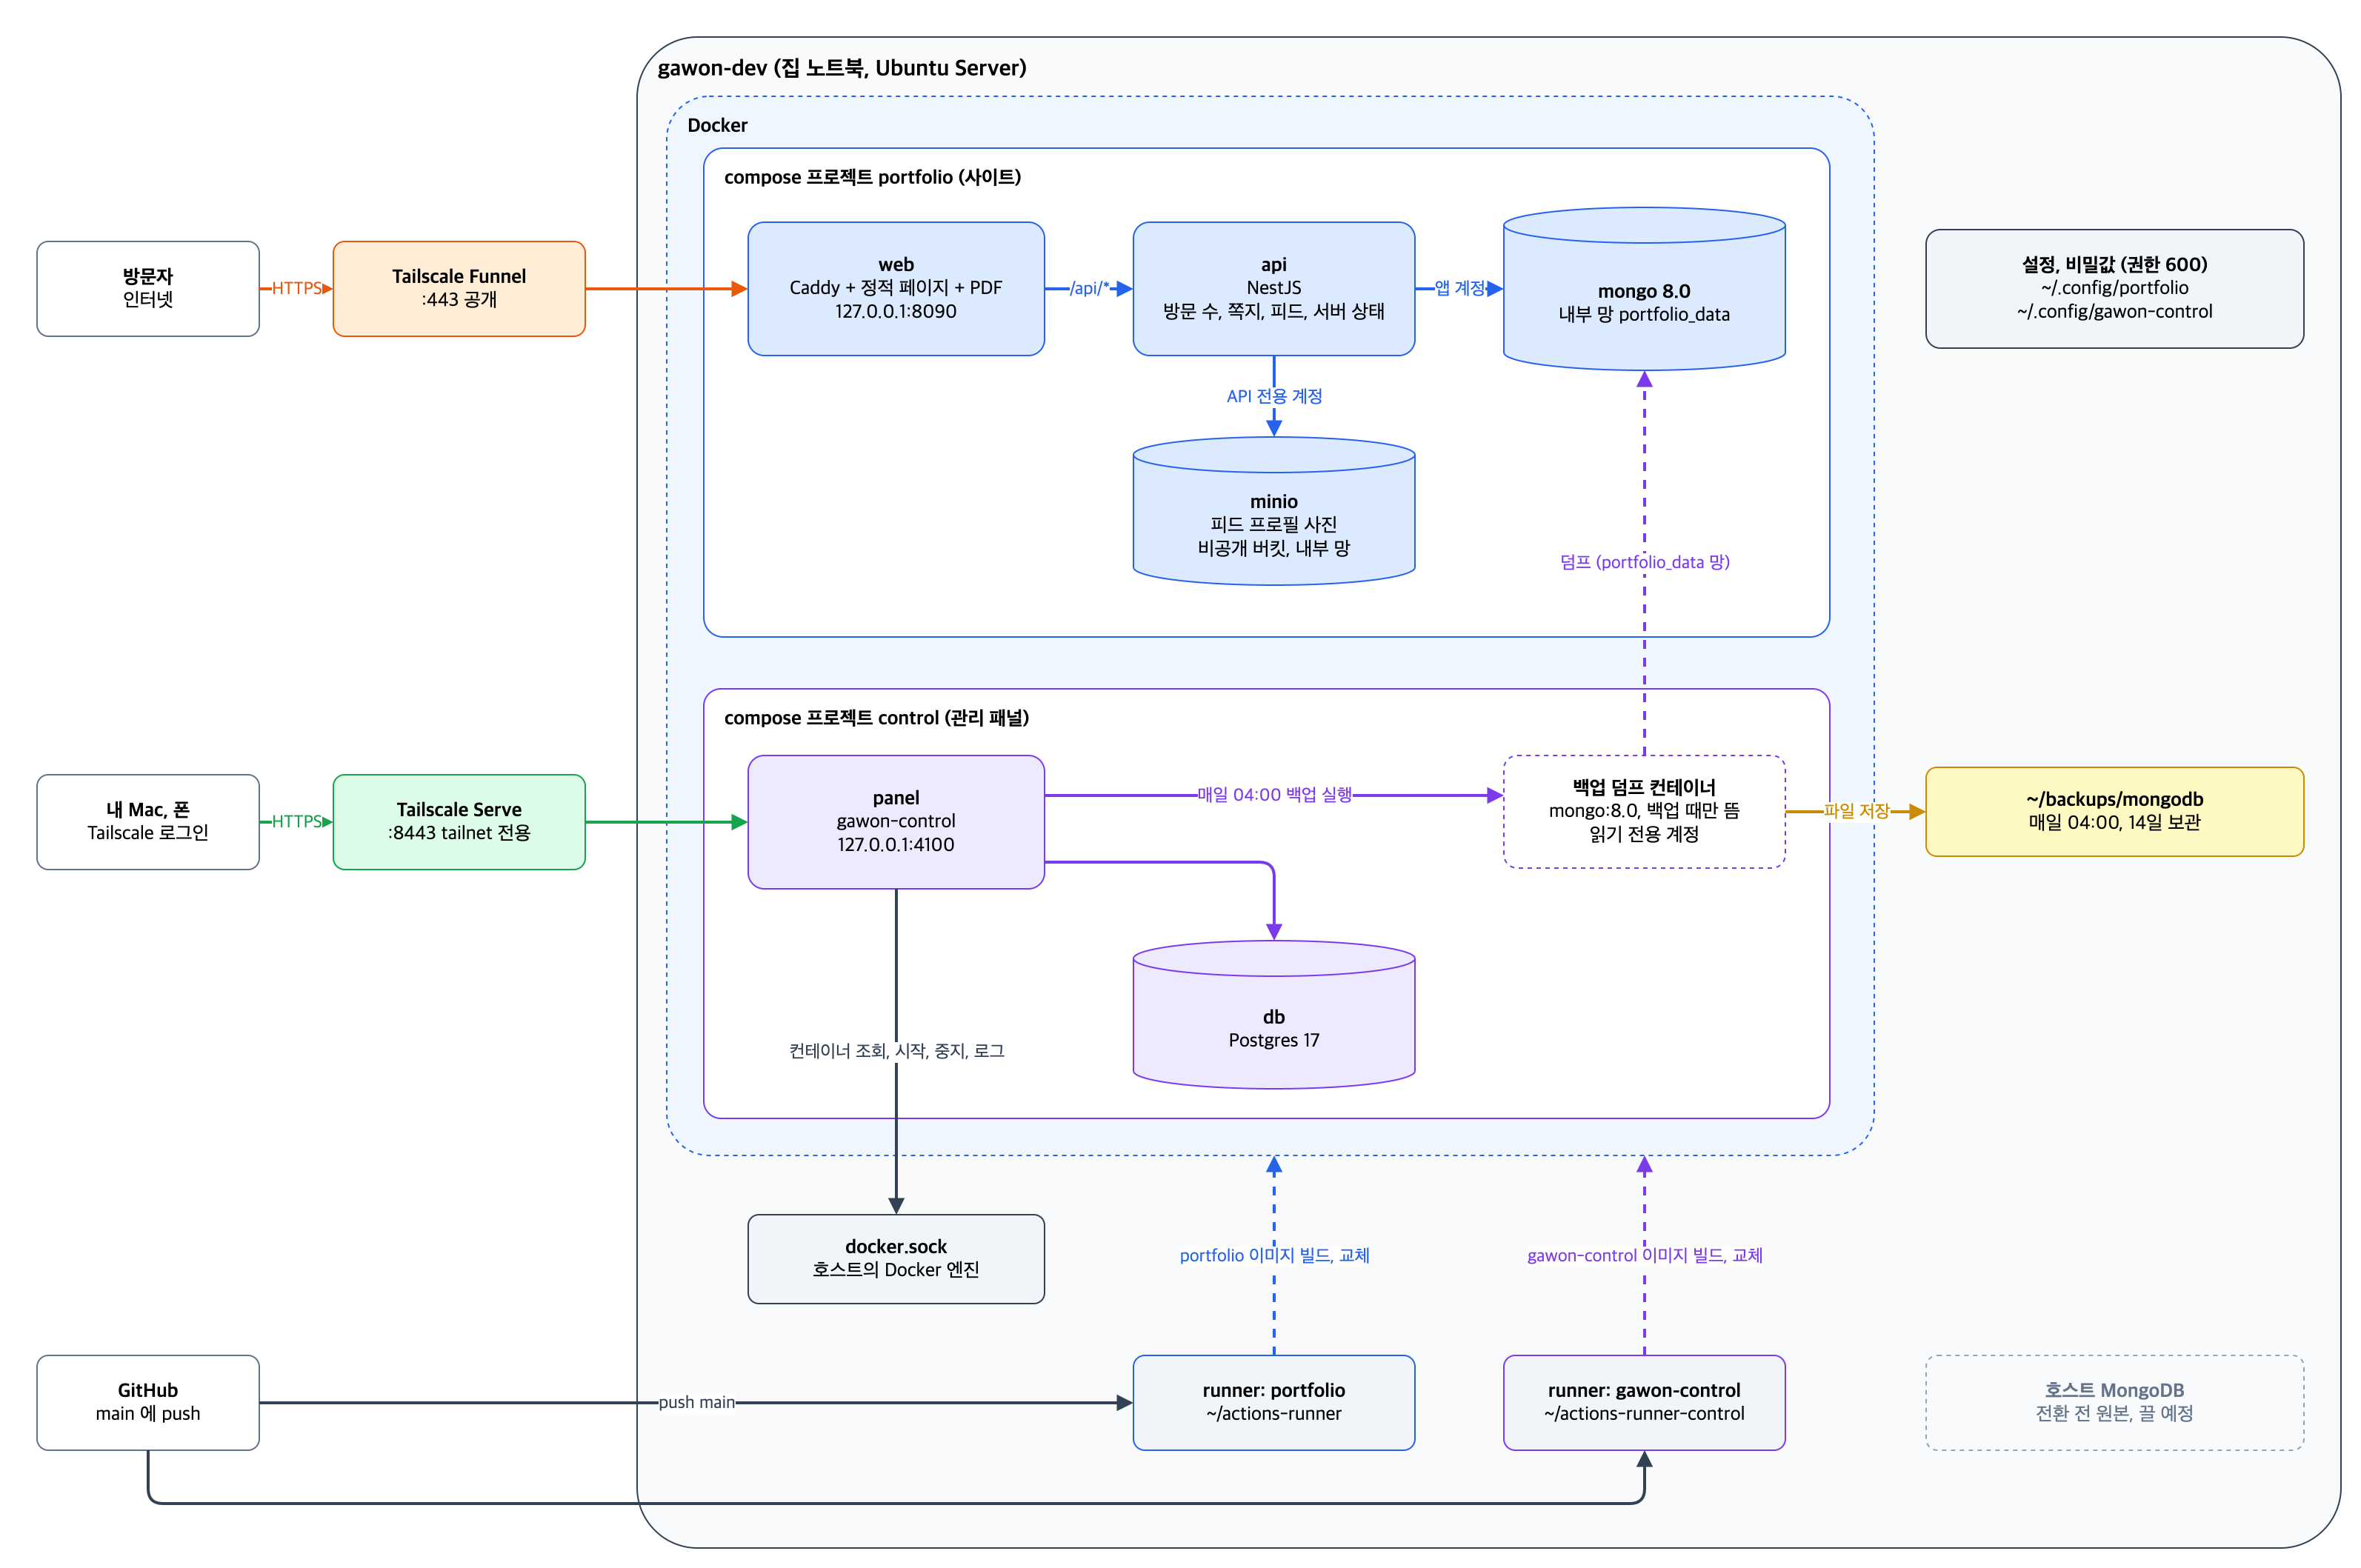 gawon-dev (집 노트북, Ubuntu Server)
Docker
compose 프로젝트 portfolio (사이트)
방문자
인터넷
HTTPS
Tailscale Funnel
:443 공개
web
Caddy + 정적 페이지 + PDF
127.0.0.1:8090
/api/*
api
NestJS
방문 수, 쪽지, 피드, 서버 상태
앱 계정
mongo 8.0
내부 망 portfolio_data
설정, 비밀값 (권한 600)
~/.config/portfolio
~/.config/gawon-control
API 전용 계정
minio
피드 프로필 사진
비공개 버킷, 내부 망
덤프 (portfolio_data 망)
compose 프로젝트 control (관리 패널)
내 Mac, 폰
Tailscale 로그인
HTTPS
Tailscale Serve
:8443 tailnet 전용
panel
gawon-control
127.0.0.1:4100
매일 04:00 백업 실행
백업 덤프 컨테이너
mongo:8.0, 백업 때만 뜸
읽기 전용 계정
파일 저장
~/backups/mongodb
매일 04:00, 14일 보관
db
Postgres 17
컨테이너 조회, 시작, 중지, 로그
docker.sock
호스트의 Docker 엔진
portfolio 이미지 빌드, 교체
gawon-control 이미지 빌드, 교체
GitHub
main 에 push
push main
runner: portfolio
~/actions-runner
runner: gawon-control
~/actions-runner-control
호스트 MongoDB
전환 전 원본, 끌 예정